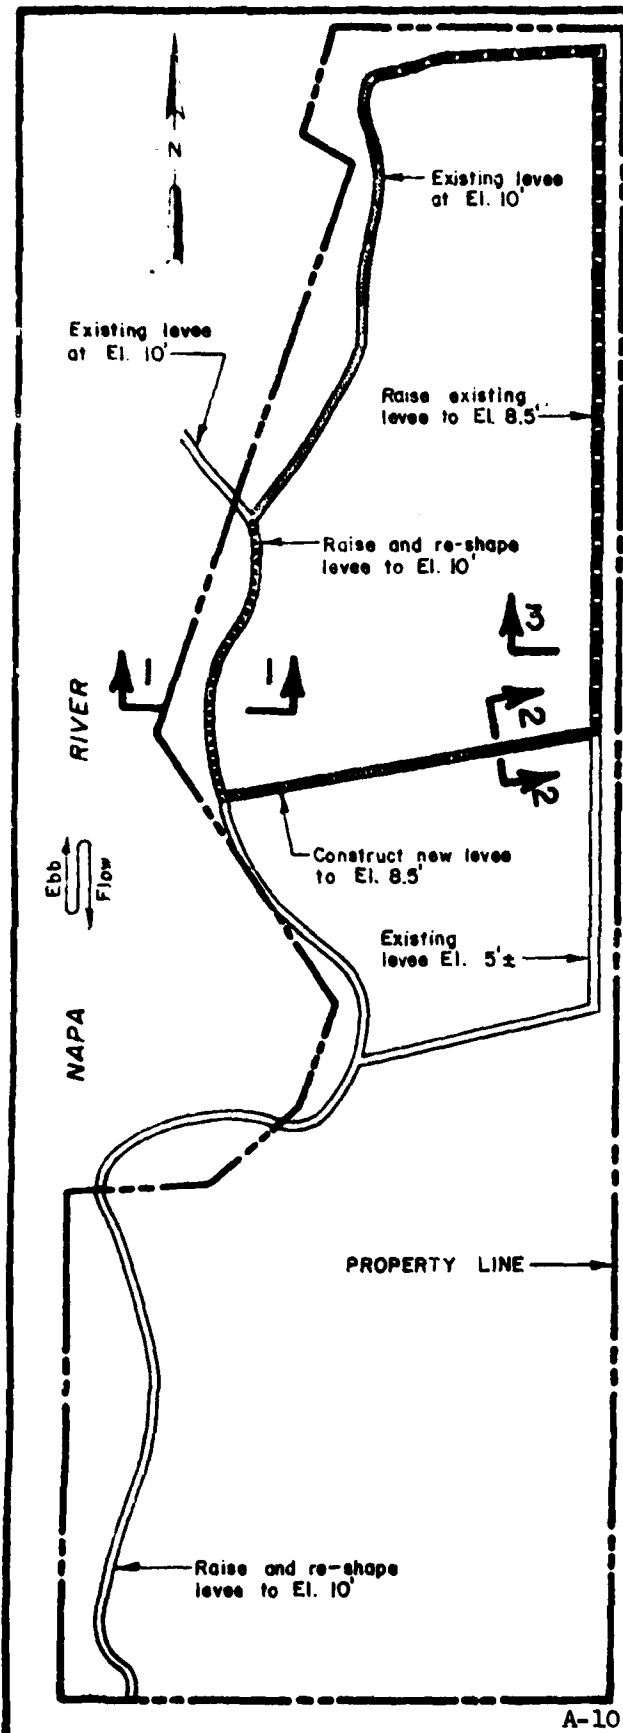 N
Existing levee
at El. 10'
Existing levee
at El. 10'
Raise existing
levee to El. 8.5'
Raise and re-shape
levee to El. 10'
3
1
1
2
2
RIVER
Ebb
Flow
Construct new levee
to El. 8.5'
Existing
levee El. 5'±
NAPA
PROPERTY LINE
Raise and re-shape
levee to El. 10'
A-10